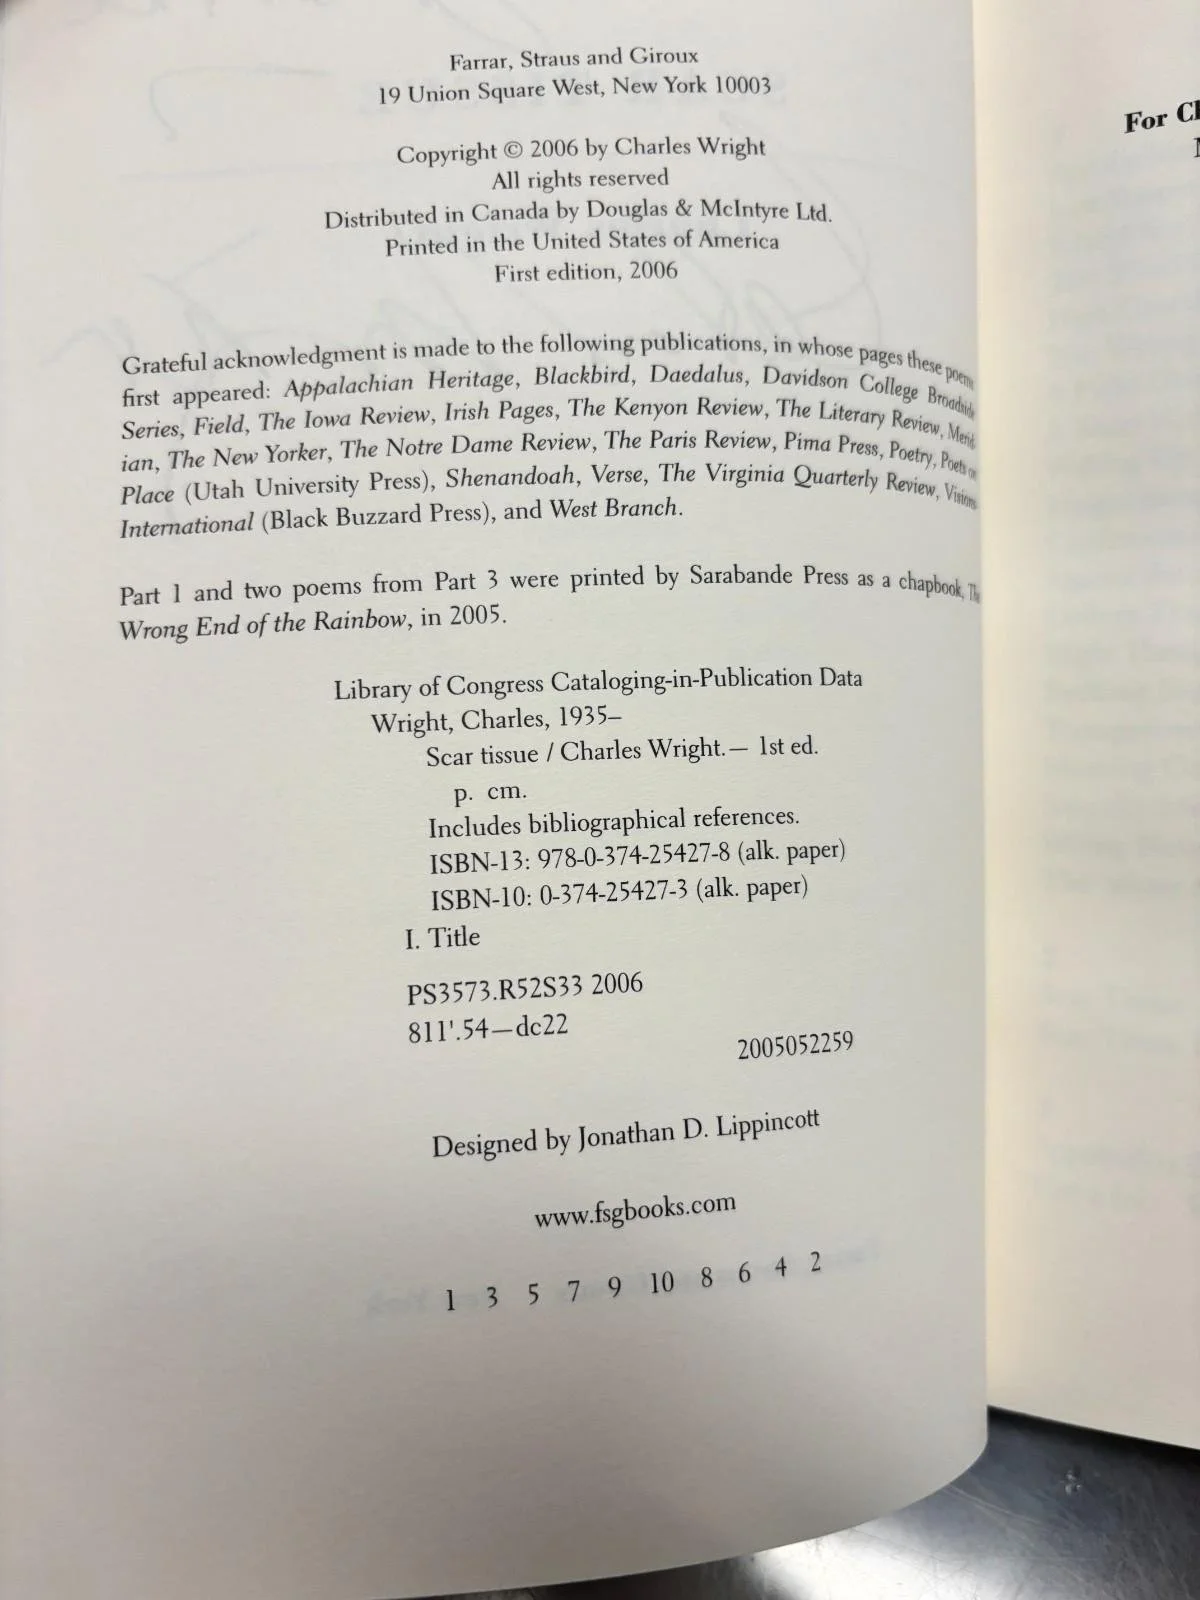 Farrar, Straus and Giroux
19 Union Square West, New York 10003
Copyright © 2006 by Charles Wright
All rights reserved
Distributed in Canada by Douglas & McIntyre Ltd.
Printed in the United States of America
First edition, 2006
Grateful acknowledgment is made to the following publications, in whose pages these poems
first appeared: Appalachian Heritage, Blackbird, Daedalus, Davidson College Broadside
Series, Field, The Iowa Review, Irish Pages, The Kenyon Review, The Literary Review, Merid-
ian, The New Yorker, The Notre Dame Review, The Paris Review, Pima Press, Poetry, Poets on
Place (Utah University Press), Shenandoah, Verse, The Virginia Quarterly Review, Visions
International (Black Buzzard Press), and West Branch.
Part 1 and two poems from Part 3 were printed by Sarabande Press as a chapbook, The
Wrong End of the Rainbow, in 2005.
Library of Congress Cataloging-in-Publication Data
Wright, Charles, 1935–
Scar tissue / Charles Wright.— 1st ed.
p. cm.
Includes bibliographical references.
ISBN-13: 978-0-374-25427-8 (alk. paper)
ISBN-10: 0-374-25427-3 (alk. paper)
I. Title
PS3573.R52S33 2006
811'.54—dc22
2005052259
Designed by Jonathan D. Lippincott
www.fsgbooks.com
1 3 5 7 9 10 8 6 4 2
For